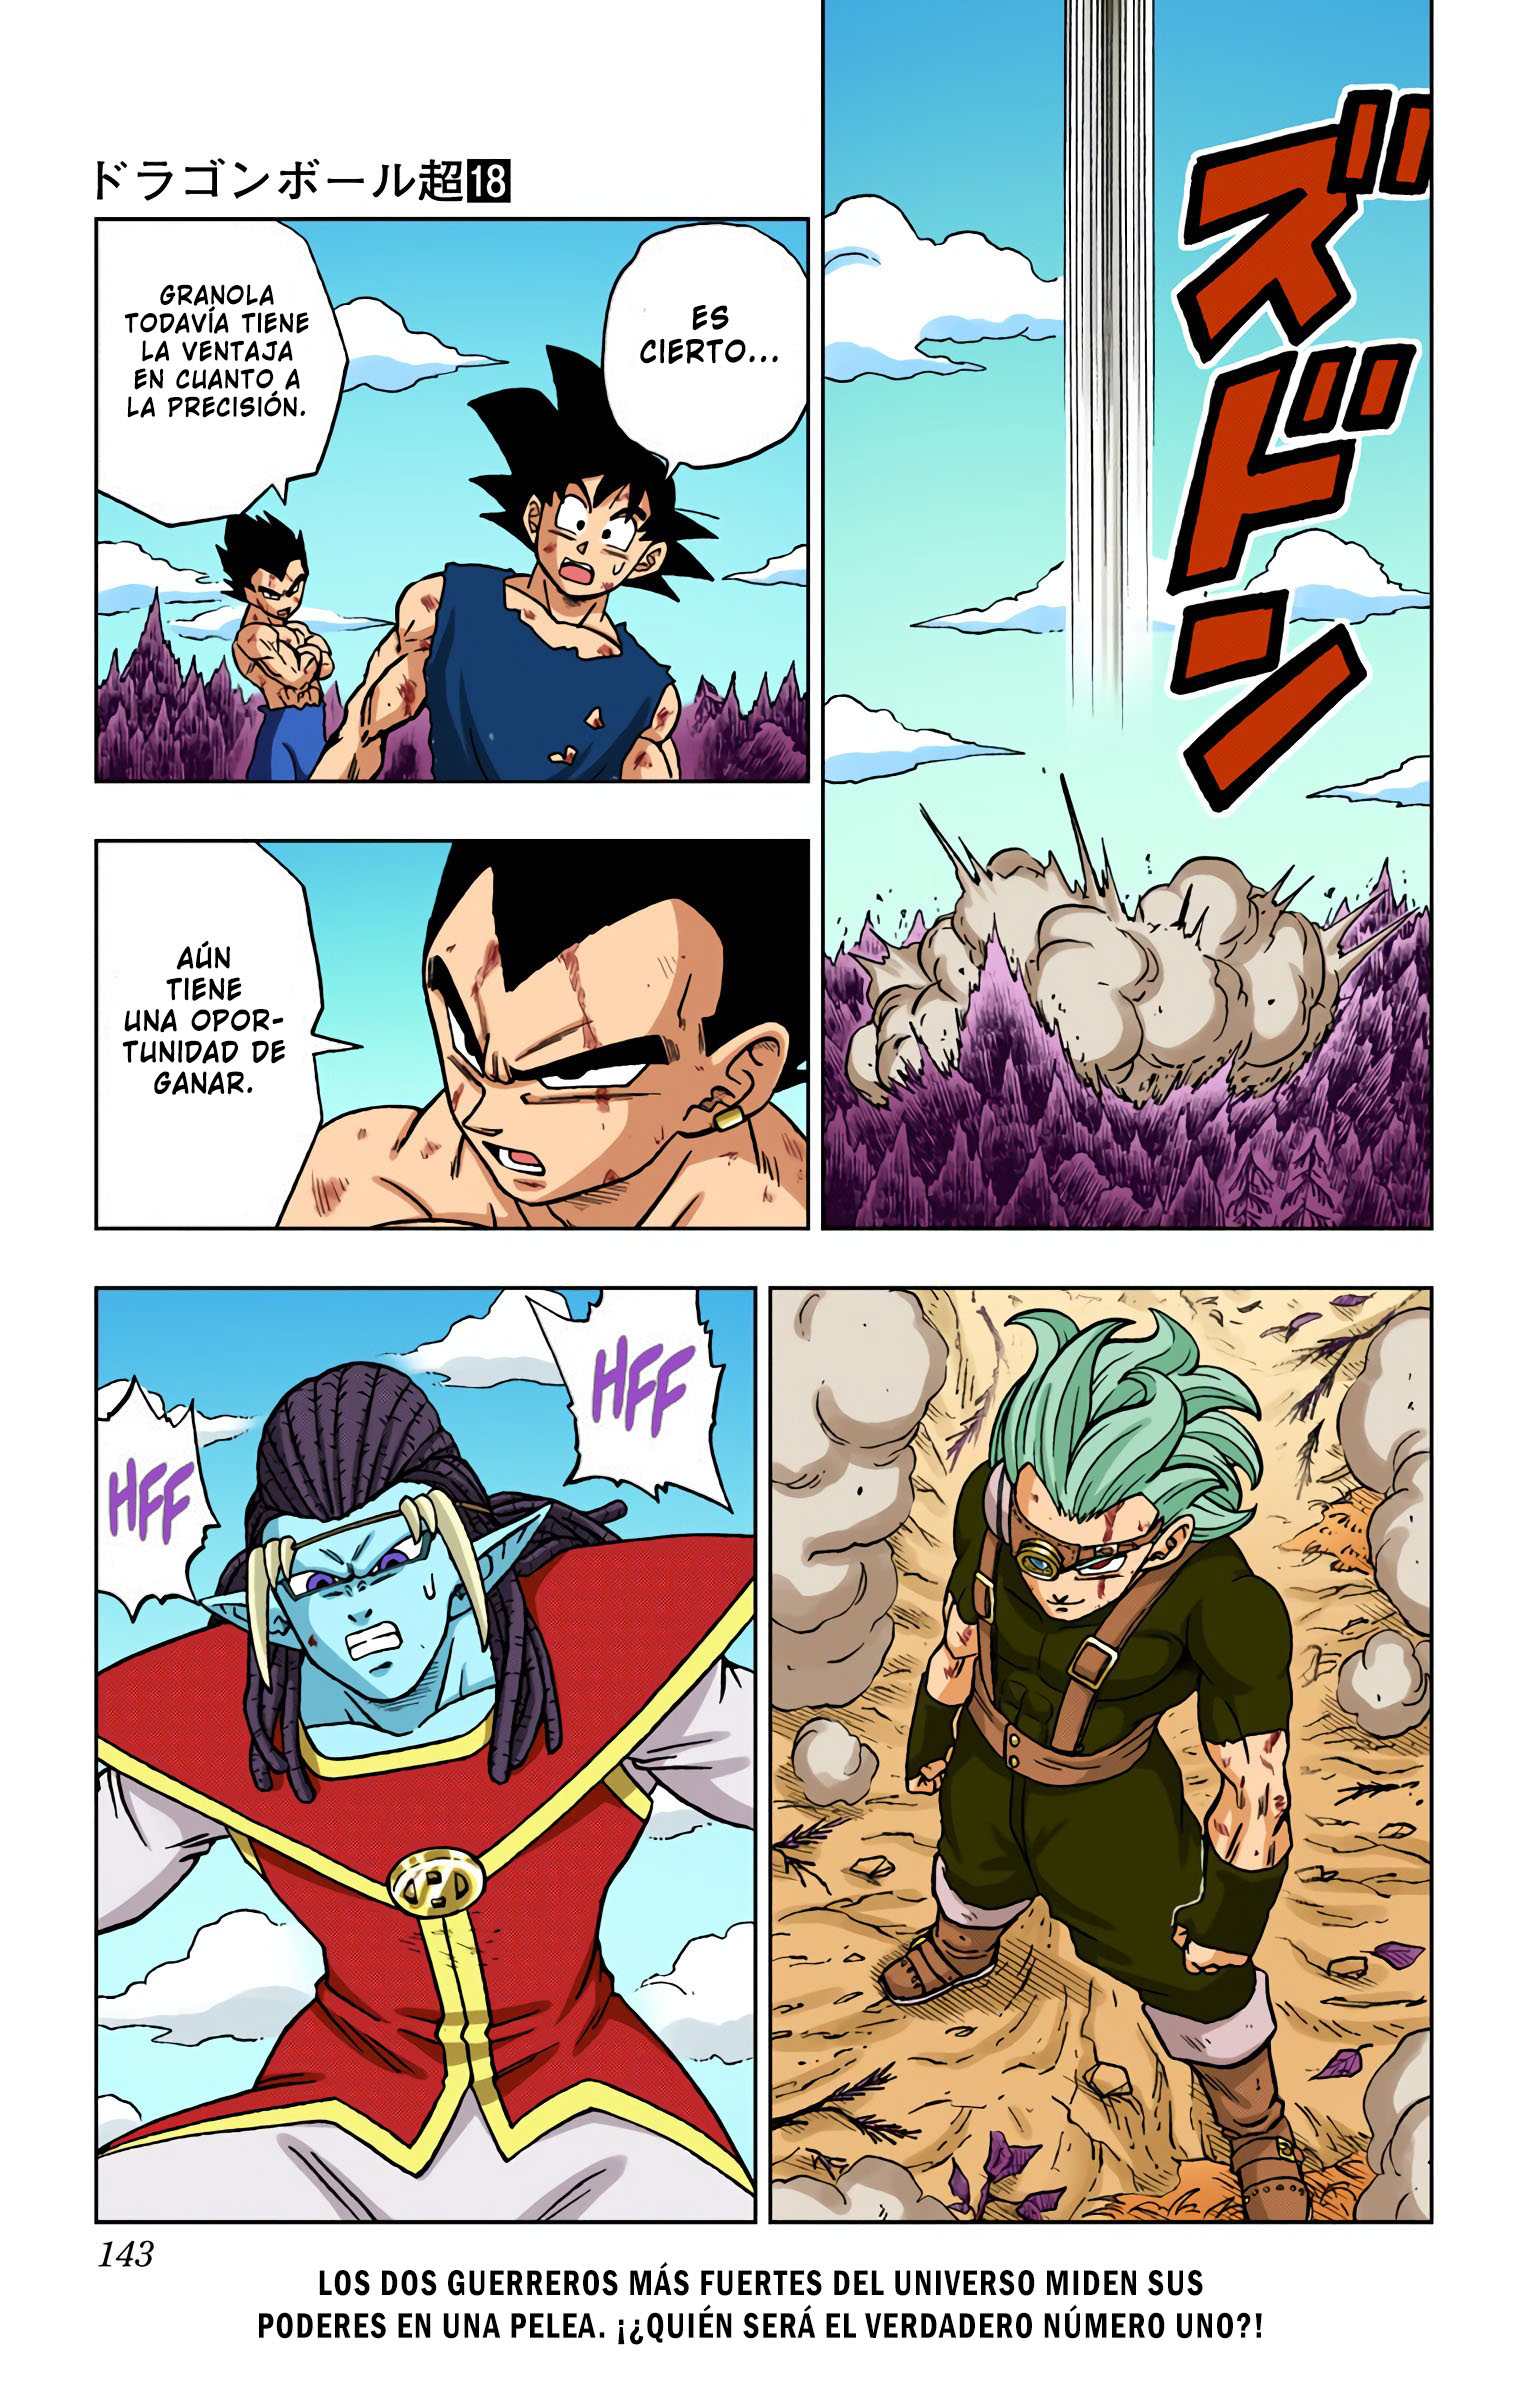 ズドン
ドラゴンボール超18
ES
CIERTO...
GRANOLA
TODAVÍA TIENE
LA VENTAJA
EN CUANTO A
LA PRECISIÓN.
AÚN
TIENE
UNA OPOR-
TUNIDAD DE
GANAR.
HFF
HFF
143
LOS DOS GUERREROS MÁS FUERTES DEL UNIVERSO MIDEN SUS
PODERES EN UNA PELEA. ¡¿QUIÉN SERÁ EL VERDADERO NÚMERO UNO?!